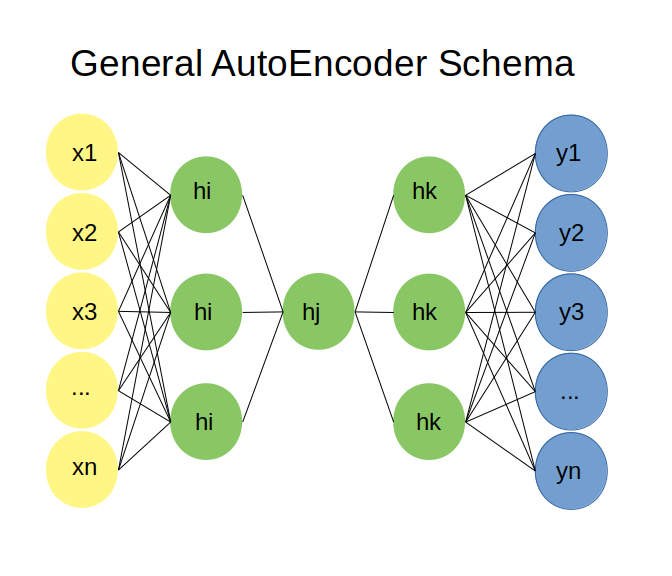 General AutoEncoder Schema
x1
x2
x3
...
xn
hi
hi
hi
hj
hk
hk
hk
y1
y2
y3
...
yn